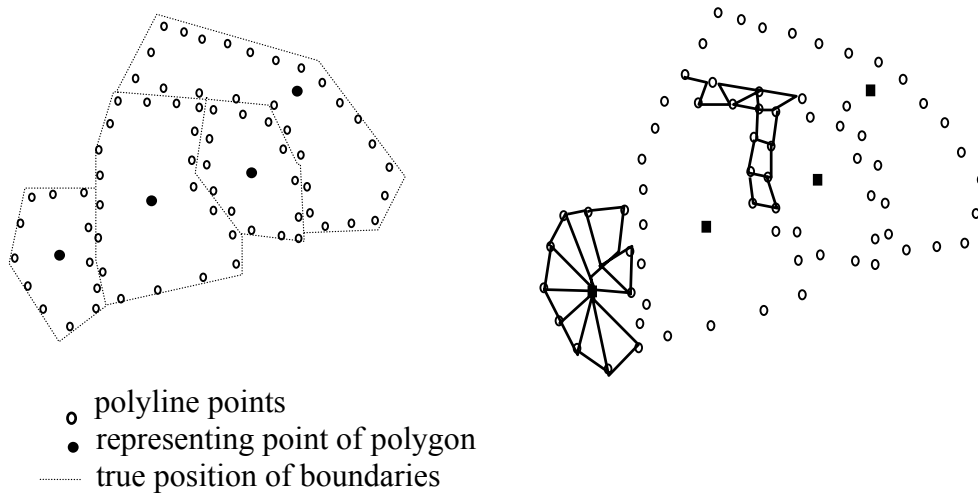 polyline points
representing point of polygon
true position of boundaries